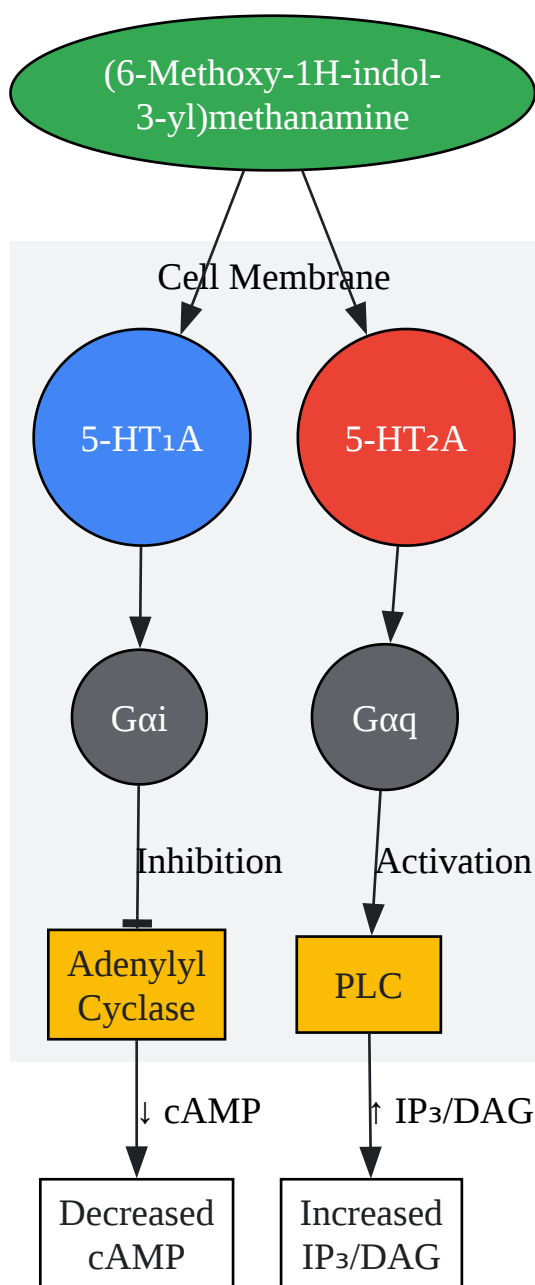 (6-Methoxy-1H-indol-
3-yl)methanamine
Cell Membrane
5-HT₁A
5-HT₂A
Gαi
Gαq
Inhibition
Activation
Adenylyl
Cyclase
PLC
↓ cAMP
↑ IP₃/DAG
Decreased
cAMP
Increased
IP₃/DAG